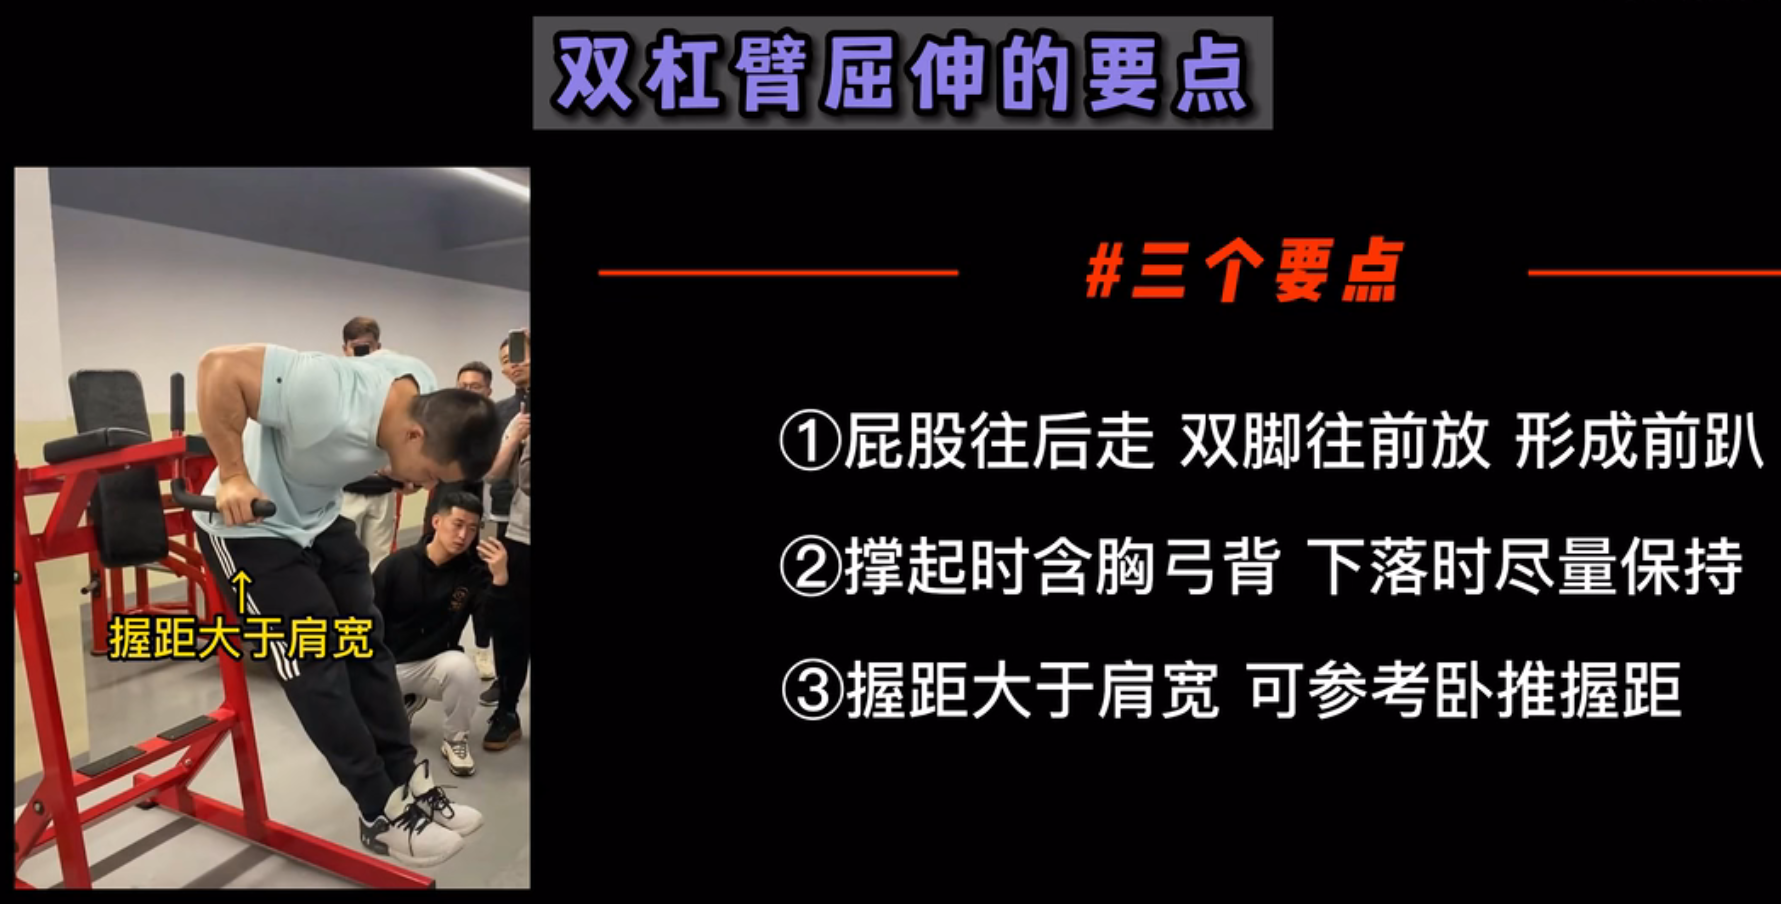 双杠臂屈伸的要点
#三个要点
①屁股往后走 双脚往前放 形成前趴
②撑起时含胸弓背 下落时尽量保持
③握距大于肩宽 可参考卧推握距
↑
握距大于肩宽